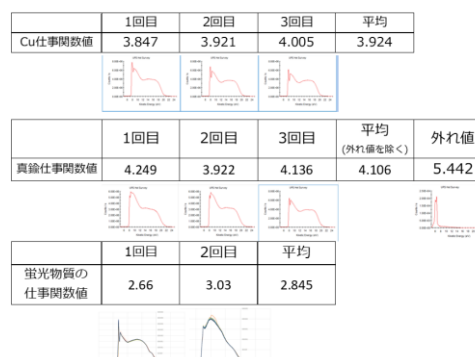 1回目 2回目 3回目 平均
Cu仕事関数値 3.847 3.921 4.005 3.924
1回目 2回目 3回目 平均 (外れ値を除く) 外れ値
真鍮仕事関数値 4.249 3.922 4.136 4.106 5.442
1回目 2回目 平均
蛍光物質の
仕事関数値 2.66 3.03 2.845